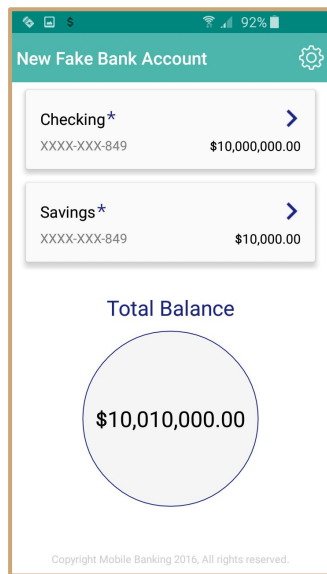 $ 92%
New Fake Bank Account
Checking*
XXXX-XXX-849 $10,000,000.00
Savings*
XXXX-XXX-849 $10,000.00
Total Balance
$10,010,000.00
Copyright Mobile Banking 2016, All rights reserved.